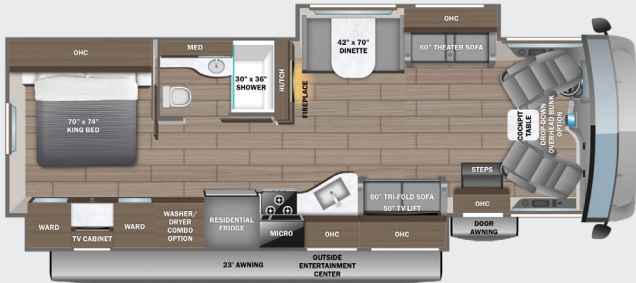 OHC
MED
42" x 70"
DINETTE
OHC
60" THEATER SOFA
30" x 36"
SHOWER
HUTCH
FIREPLACE
70" x 74"
KING BED
COCKPIT
TABLE
DROP-DOWN
OVERHEAD BUNK
OPTION
STEPS
OHC
DOOR
AWNING
WARD
TV CABINET
WARD
WASHER/
DRYER
COMBO
OPTION
RESIDENTIAL
FRIDGE
MICRO
OHC
60" TRI-FOLD SOFA
50" TV LIFT
OHC
23' AWNING
OUTSIDE
ENTERTAINMENT
CENTER